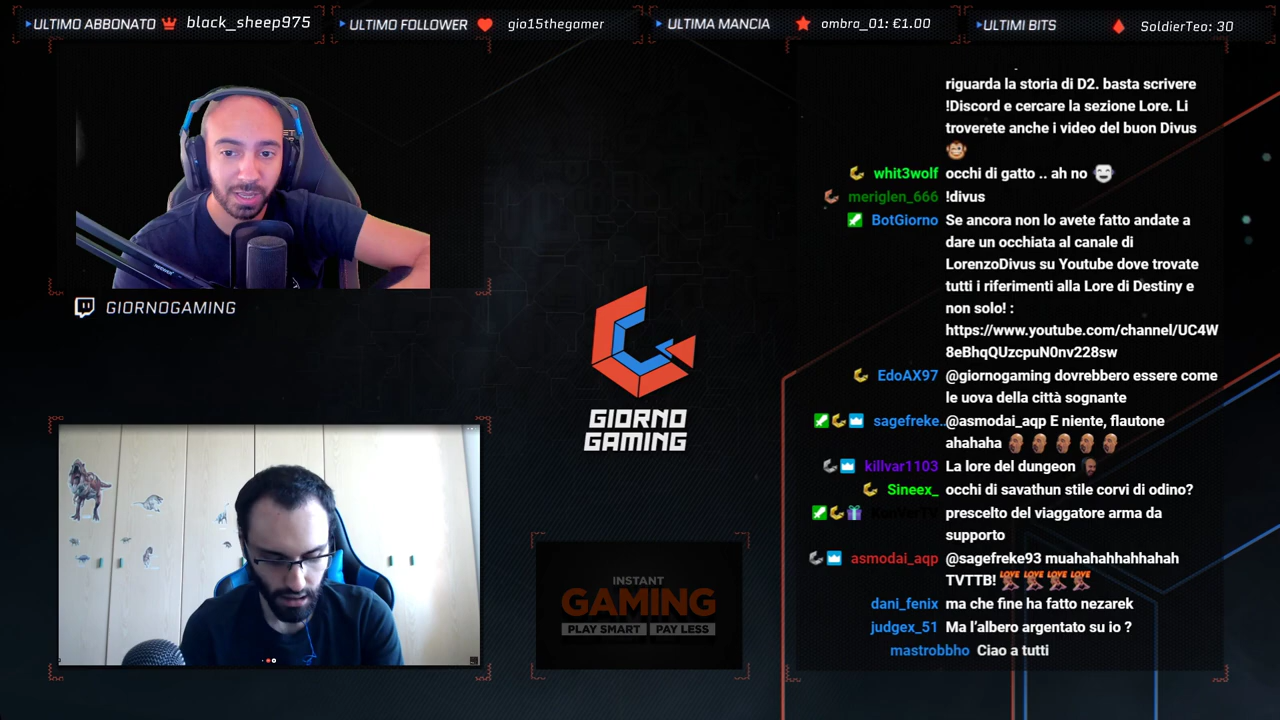 ULTIMO ABBONATO black_sheep975
ULTIMO FOLLOWER gio15thegamer
ULTIMA MANCIA ombra_01: €1.00
ULTIMI BITS SoldierTeo: 30
GIORNOGAMING
GIORNO
GAMING
INSTANT
GAMING
PLAY SMART PAY LESS
riguarda la storia di D2. basta scrivere
!Discord e cercare la sezione Lore. Li
troverete anche i video del buon Divus
whit3wolf occhi di gatto .. ah no
meriglen_666 !divus
BotGiorno Se ancora non lo avete fatto andate a
dare un occhiata al canale di
LorenzoDivus su Youtube dove trovate
tutti i riferimenti alla Lore di Destiny e
non solo! :
https://www.youtube.com/channel/UC4W
8eBhqQUzcpuN0nv228sw
EdoAX97 @giornogaming dovrebbero essere come
le uova della città sognante
sagefreke.. @asmodai_aqp E niente, flautone
ahahaha
killvar1103 La lore del dungeon
Sineex_ occhi di savathun stile corvi di odino?
prescelto del viaggatore arma da
supporto
asmodai_aqp @sagefreke93 muahahahhahhahah
TVTTB! LOVE LOVE LOVE LOVE
dani_fenix ma che fine ha fatto nezarek
judgex_51 Ma l'albero argentato su io ?
mastrobbho Ciao a tutti